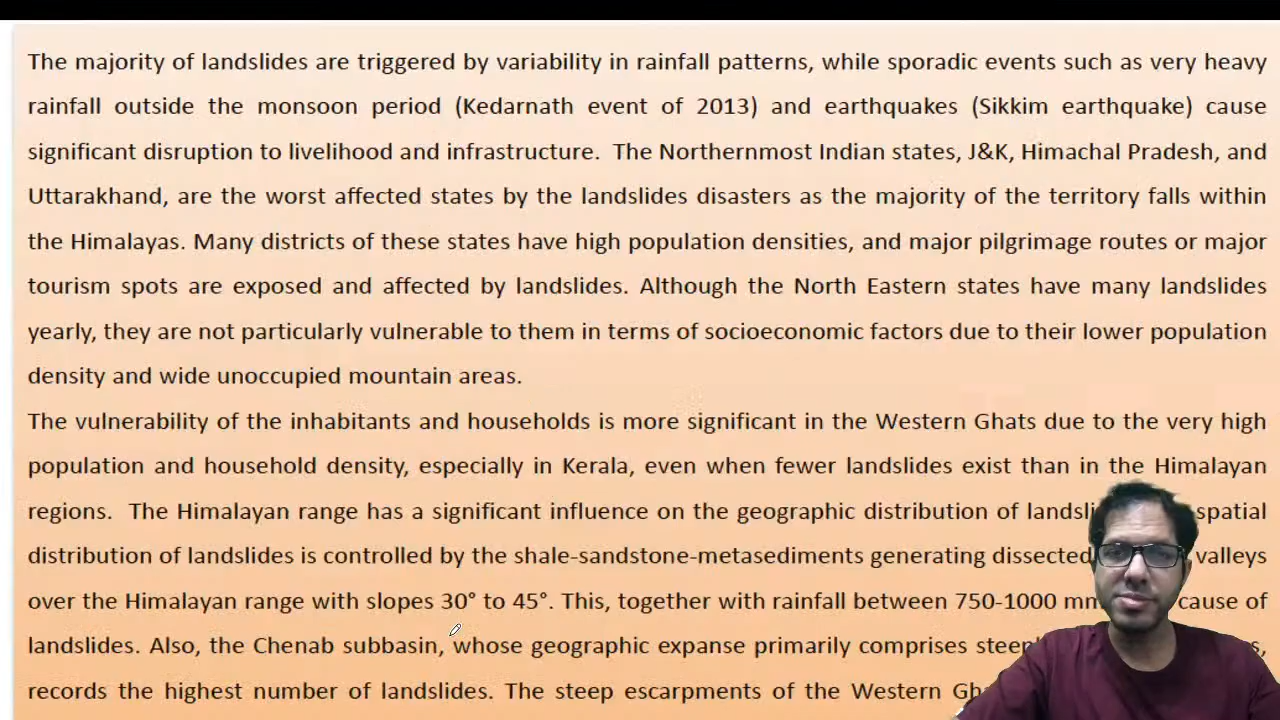 The majority of landslides are triggered by variability in rainfall patterns, while sporadic events such as very heavy
rainfall outside the monsoon period (Kedarnath event of 2013) and earthquakes (Sikkim earthquake) cause
significant disruption to livelihood and infrastructure. The Northernmost Indian states, J&K, Himachal Pradesh, and
Uttarakhand, are the worst affected states by the landslides disasters as the majority of the territory falls within
the Himalayas. Many districts of these states have high population densities, and major pilgrimage routes or major
tourism spots are exposed and affected by landslides. Although the North Eastern states have many landslides
yearly, they are not particularly vulnerable to them in terms of socioeconomic factors due to their lower population
density and wide unoccupied mountain areas.
The vulnerability of the inhabitants and households is more significant in the Western Ghats due to the very high
population and household density, especially in Kerala, even when fewer landslides exist than in the Himalayan
regions. The Himalayan range has a significant influence on the geographic distribution of spatial
distribution of landslides is controlled by the shale-sandstone-metasediments generating dissected valleys
over the Himalayan range with slopes 30° to 45°. This, together with rainfall between 750-1000 mm cause of
landslides. Also, the Chenab subbasin, whose geographic expanse primarily comprises
records the highest number of landslides. The steep escarpments of the Western